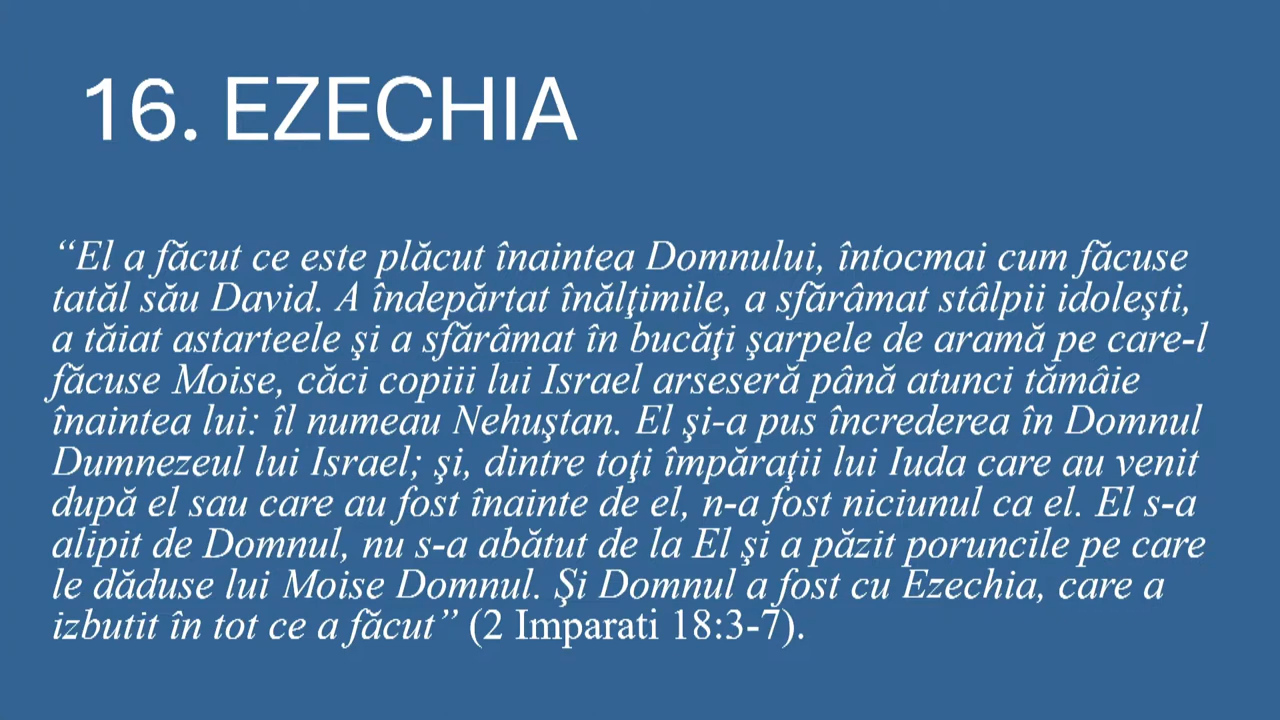 16. EZECHIA
“El a făcut ce este plăcut înaintea Domnului, întocmai cum făcuse
tatăl său David. A îndepărtat înălţimile, a sfărâmat stâlpii idoleşti,
a tăiat astarteele şi a sfărâmat în bucăţi şarpele de aramă pe care-l
făcuse Moise, căci copiii lui Israel arseseră până atunci tămâie
înaintea lui: îl numeau Nehuştan. El şi-a pus încrederea în Domnul
Dumnezeul lui Israel; şi, dintre toţi împăraţii lui Iuda care au venit
după el sau care au fost înainte de el, n-a fost niciunul ca el. El s-a
alipit de Domnul, nu s-a abătut de la El şi a păzit poruncile pe care
le dăduse lui Moise Domnul. Şi Domnul a fost cu Ezechia, care a
izbutit în tot ce a făcut” (2 Imparati 18:3-7).